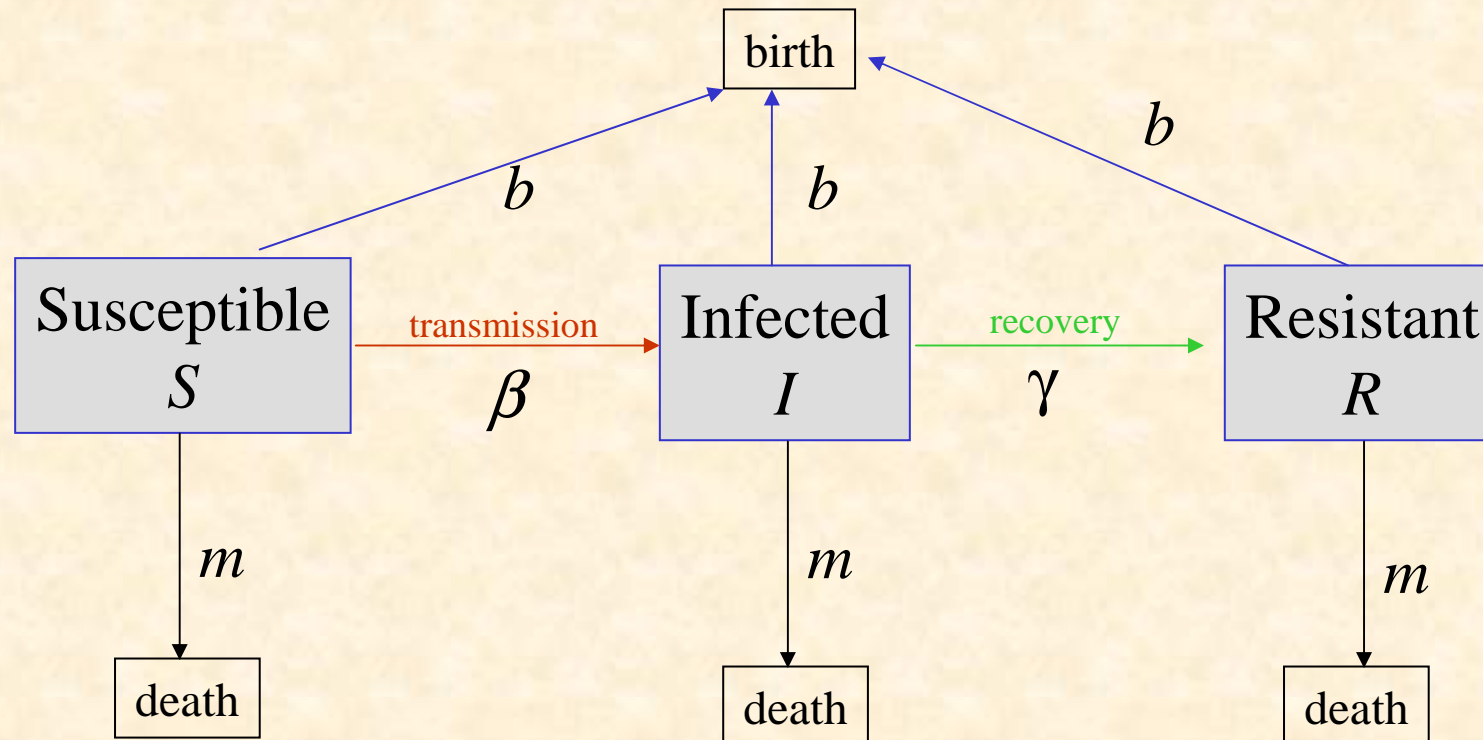 birth
b
b
b
Susceptible
S
transmission
β
Infected
I
recovery
γ
Resistant
R
m
m
m
death
death
death